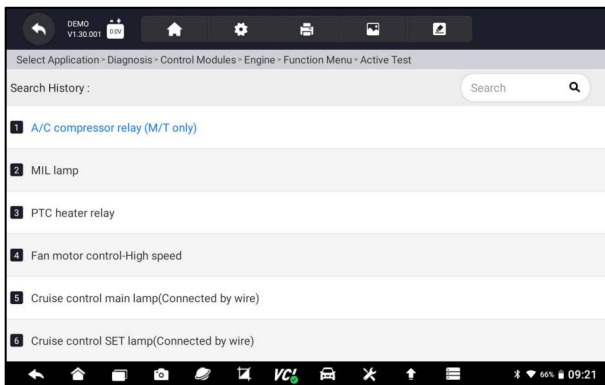 DEMO
V1.30.001
0.0V
Select Application > Diagnosis > Control Modules > Engine > Function Menu > Active Test
Search History :
Search
1 A/C compressor relay (M/T only)
2 MIL lamp
3 PTC heater relay
4 Fan motor control-High speed
5 Cruise control main lamp(Connected by wire)
6 Cruise control SET lamp(Connected by wire)
VCI 66% 09:21